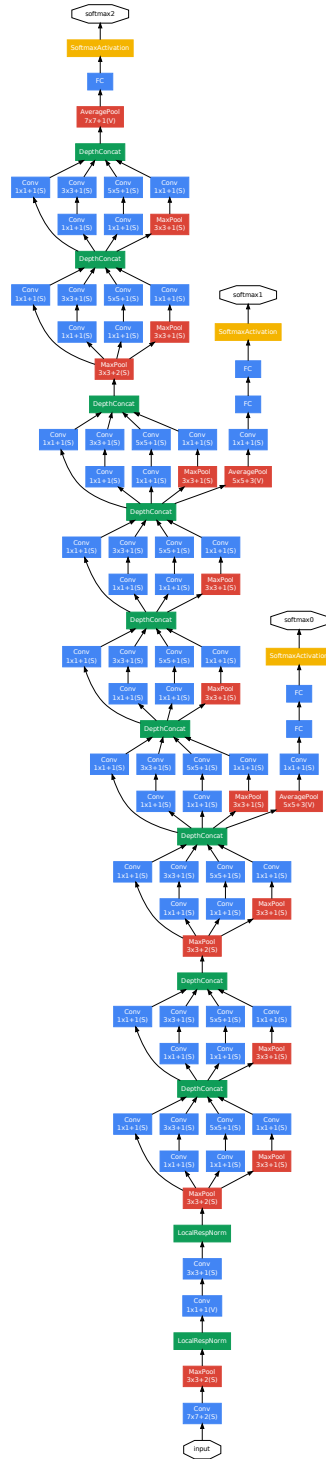 softmax2
SoftmaxActivation
FC
AveragePool
7x7+1(V)
DepthConcat
Conv Conv Conv Conv
1x1+1(S) 3x3+1(S) 5x5+1(S) 1x1+1(S)
Conv Conv MaxPool
1x1+1(S) 1x1+1(S) 3x3+1(S)
DepthConcat
Conv Conv Conv Conv
1x1+1(S) 3x3+1(S) 5x5+1(S) 1x1+1(S)
softmax1
Conv Conv MaxPool
1x1+1(S) 1x1+1(S) 3x3+1(S)
SoftmaxActivation
MaxPool
3x3+2(S)
FC
DepthConcat FC
Conv Conv Conv Conv Conv
1x1+1(S) 3x3+1(S) 5x5+1(S) 1x1+1(S) 1x1+1(S)
Conv Conv MaxPool AveragePool
1x1+1(S) 1x1+1(S) 3x3+1(S) 5x5+3(V)
DepthConcat
Conv Conv Conv Conv
1x1+1(S) 3x3+1(S) 5x5+1(S) 1x1+1(S)
Conv Conv MaxPool
1x1+1(S) 1x1+1(S) 3x3+1(S)
DepthConcat softmax0
Conv Conv Conv Conv
1x1+1(S) 3x3+1(S) 5x5+1(S) 1x1+1(S)
SoftmaxActivation
Conv Conv MaxPool
1x1+1(S) 1x1+1(S) 3x3+1(S)
FC
DepthConcat FC
Conv Conv Conv Conv Conv
1x1+1(S) 3x3+1(S) 5x5+1(S) 1x1+1(S) 1x1+1(S)
Conv Conv MaxPool AveragePool
1x1+1(S) 1x1+1(S) 3x3+1(S) 5x5+3(V)
DepthConcat
Conv Conv Conv Conv
1x1+1(S) 3x3+1(S) 5x5+1(S) 1x1+1(S)
Conv Conv MaxPool
1x1+1(S) 1x1+1(S) 3x3+1(S)
MaxPool
3x3+2(S)
DepthConcat
Conv Conv Conv Conv
1x1+1(S) 3x3+1(S) 5x5+1(S) 1x1+1(S)
Conv Conv MaxPool
1x1+1(S) 1x1+1(S) 3x3+1(S)
DepthConcat
Conv Conv Conv Conv
1x1+1(S) 3x3+1(S) 5x5+1(S) 1x1+1(S)
Conv Conv MaxPool
1x1+1(S) 1x1+1(S) 3x3+1(S)
MaxPool
3x3+2(S)
LocalRespNorm
Conv
3x3+1(S)
Conv
1x1+1(V)
LocalRespNorm
MaxPool
3x3+2(S)
Conv
7x7+2(S)
input